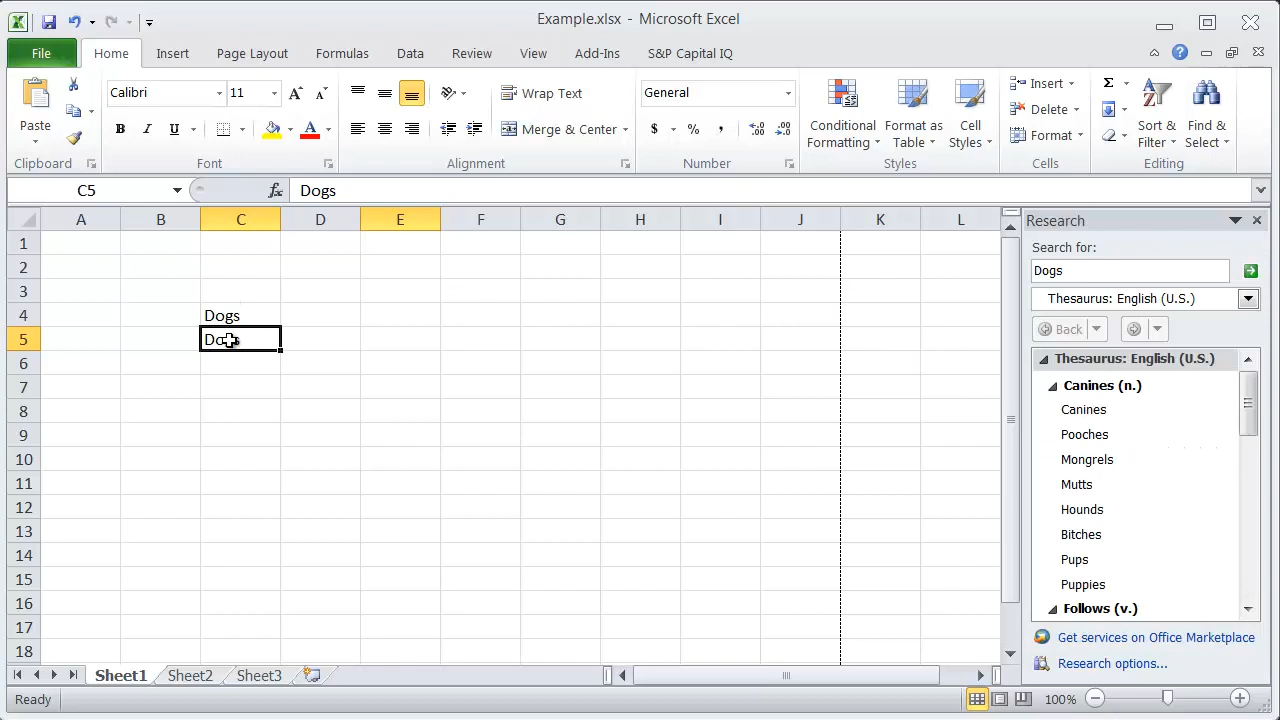 Example.xlsx - Microsoft Excel
File Home Insert Page Layout Formulas Data Review View Add-Ins S&P Capital IQ
Paste
Clipboard
Calibri 11
B I U A
Font
Wrap Text
Merge & Center
Alignment
General
$ % ,
Number
Conditional Formatting
Format as Table
Cell Styles
Styles
Insert
Delete
Format
Cells
Σ
Sort & Filter
Find & Select
Editing
C5 fx Dogs
A B C D E F G H I J K L
1
2
3
4 Dogs
5
6
7
8
9
10
11
12
13
14
15
16
17
18
Research
Search for:
Dogs
Thesaurus: English (U.S.)
Back
Thesaurus: English (U.S.)
Canines (n.)
Canines
Pooches
Mongrels
Mutts
Hounds
Bitches
Pups
Puppies
Follows (v.)
Get services on Office Marketplace
Research options...
Sheet1 Sheet2 Sheet3
Ready 100%